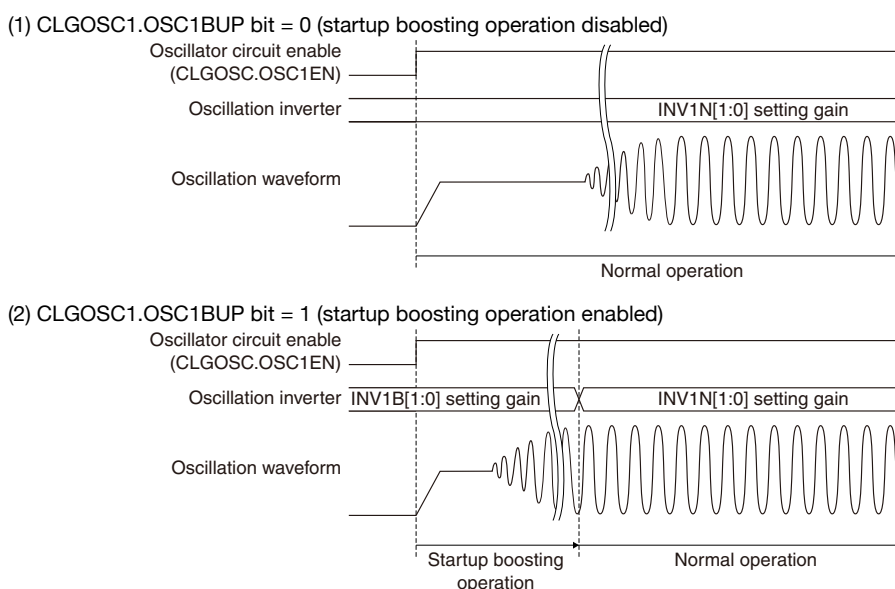 (1) CLGOSC1.OSC1BUP bit = 0 (startup boosting operation disabled)
Oscillator circuit enable
(CLGOSC.OSC1EN)
Oscillation inverter
INV1N[1:0] setting gain
Oscillation waveform
Normal operation
(2) CLGOSC1.OSC1BUP bit = 1 (startup boosting operation enabled)
Oscillator circuit enable
(CLGOSC.OSC1EN)
Oscillation inverter
INV1B[1:0] setting gain
INV1N[1:0] setting gain
Oscillation waveform
Startup boosting
operation
Normal operation